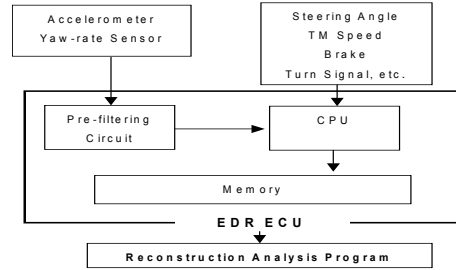 Accelerometer
Yaw-rate Sensor
Steering Angle
TM Speed
Brake
Turn Signal, etc.
Pre-filtering
Circuit
CPU
Memory
EDR ECU
Reconstruction Analysis Program